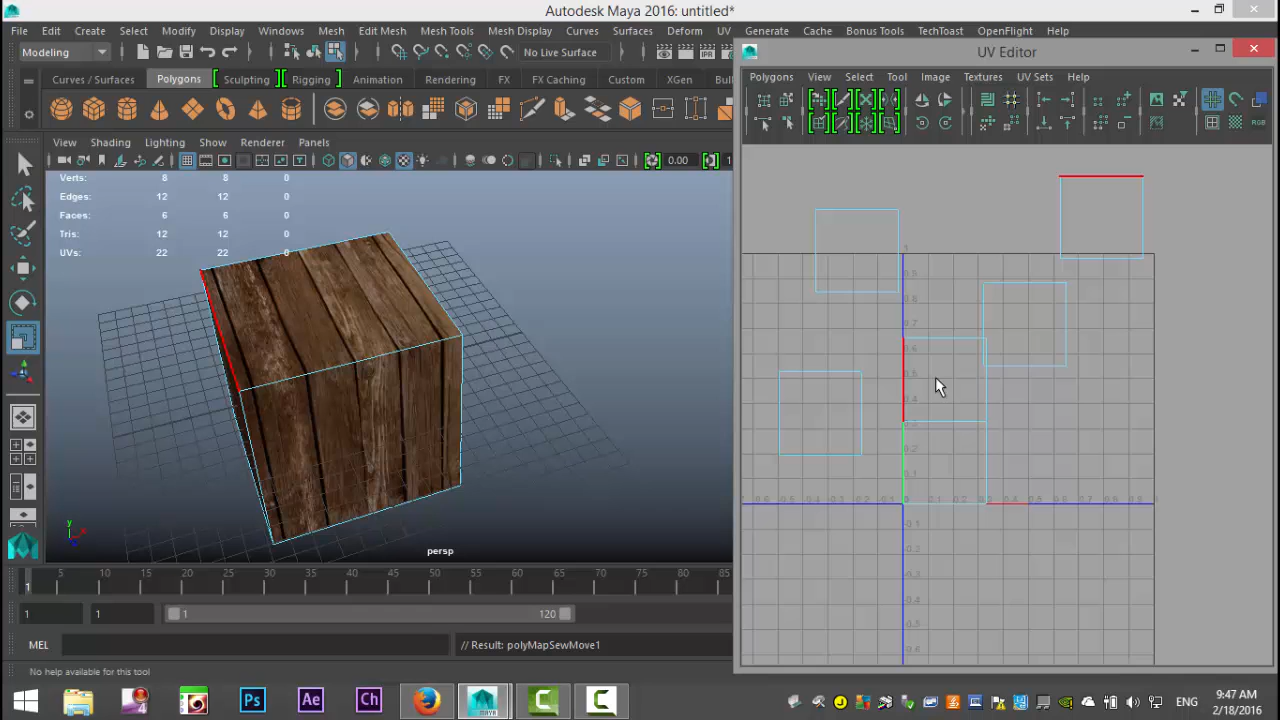 Autodesk Maya 2016: untitled*
File Edit Create Select Modify Display Windows Mesh Edit Mesh Mesh Tools Mesh Display Curves Surfaces Deform UV Generate Cache Bonus Tools TechToast OpenFlight Help
Modeling
No Live Surface
UV Editor
Curves / Surfaces Polygons Sculpting Rigging Animation Rendering FX FX Caching Custom XGen
Polygons View Select Tool Image Textures UV Sets Help
RGB
View Shading Lighting Show Renderer Panels
0.00
Verts: 8 8 0
Edges: 12 12 0
Faces: 6 6 0
Tris: 12 12 0
UVs: 22 22 0
persp
1 5 10 15 20 25 30 35 40 45 50 55 60 65 70 75 80 85
1 1 1 120
MEL
// Result: polyMapSewMove1
No help available for this tool
Ps Ae Ch MAYA
ENG
9:47 AM
2/18/2016